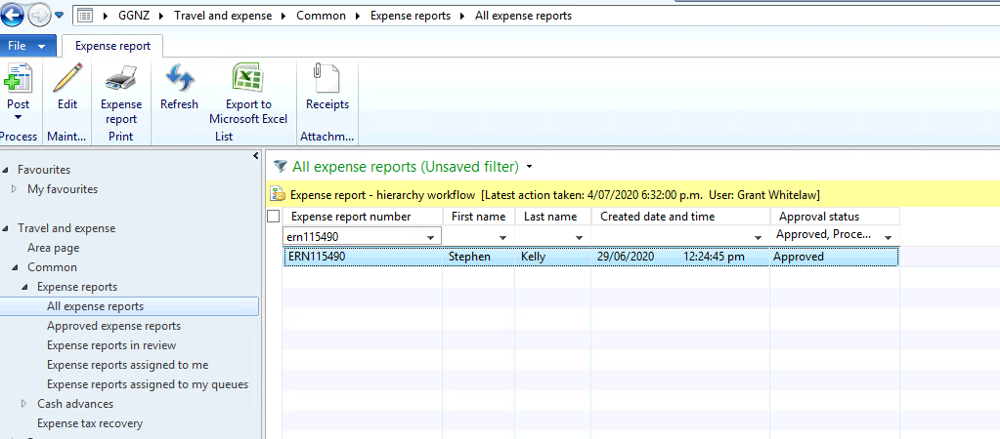 GGNZ Travel and expense Common Expense reports All expense reports
File Expense report
Post Edit Expense report Refresh Export to Microsoft Excel Receipts
Process Maint... Print List Attachm...
Favourites
My favourites
Travel and expense
Area page
Common
Expense reports
All expense reports
Approved expense reports
Expense reports in review
Expense reports assigned to me
Expense reports assigned to my queues
Cash advances
Expense tax recovery
All expense reports (Unsaved filter)
Expense report - hierarchy workflow [Latest action taken: 4/07/2020 6:32:00 p.m. User: Grant Whitelaw]
Expense report number First name Last name Created date and time Approval status
ern115490 Approved, Proce...
ERN115490 Stephen Kelly 29/06/2020 12:24:45 pm Approved